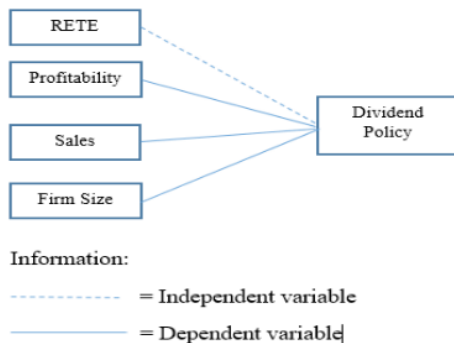 RETE
Profitability
Sales
Firm Size
Dividend
Policy
Information:
= Independent variable
= Dependent variable